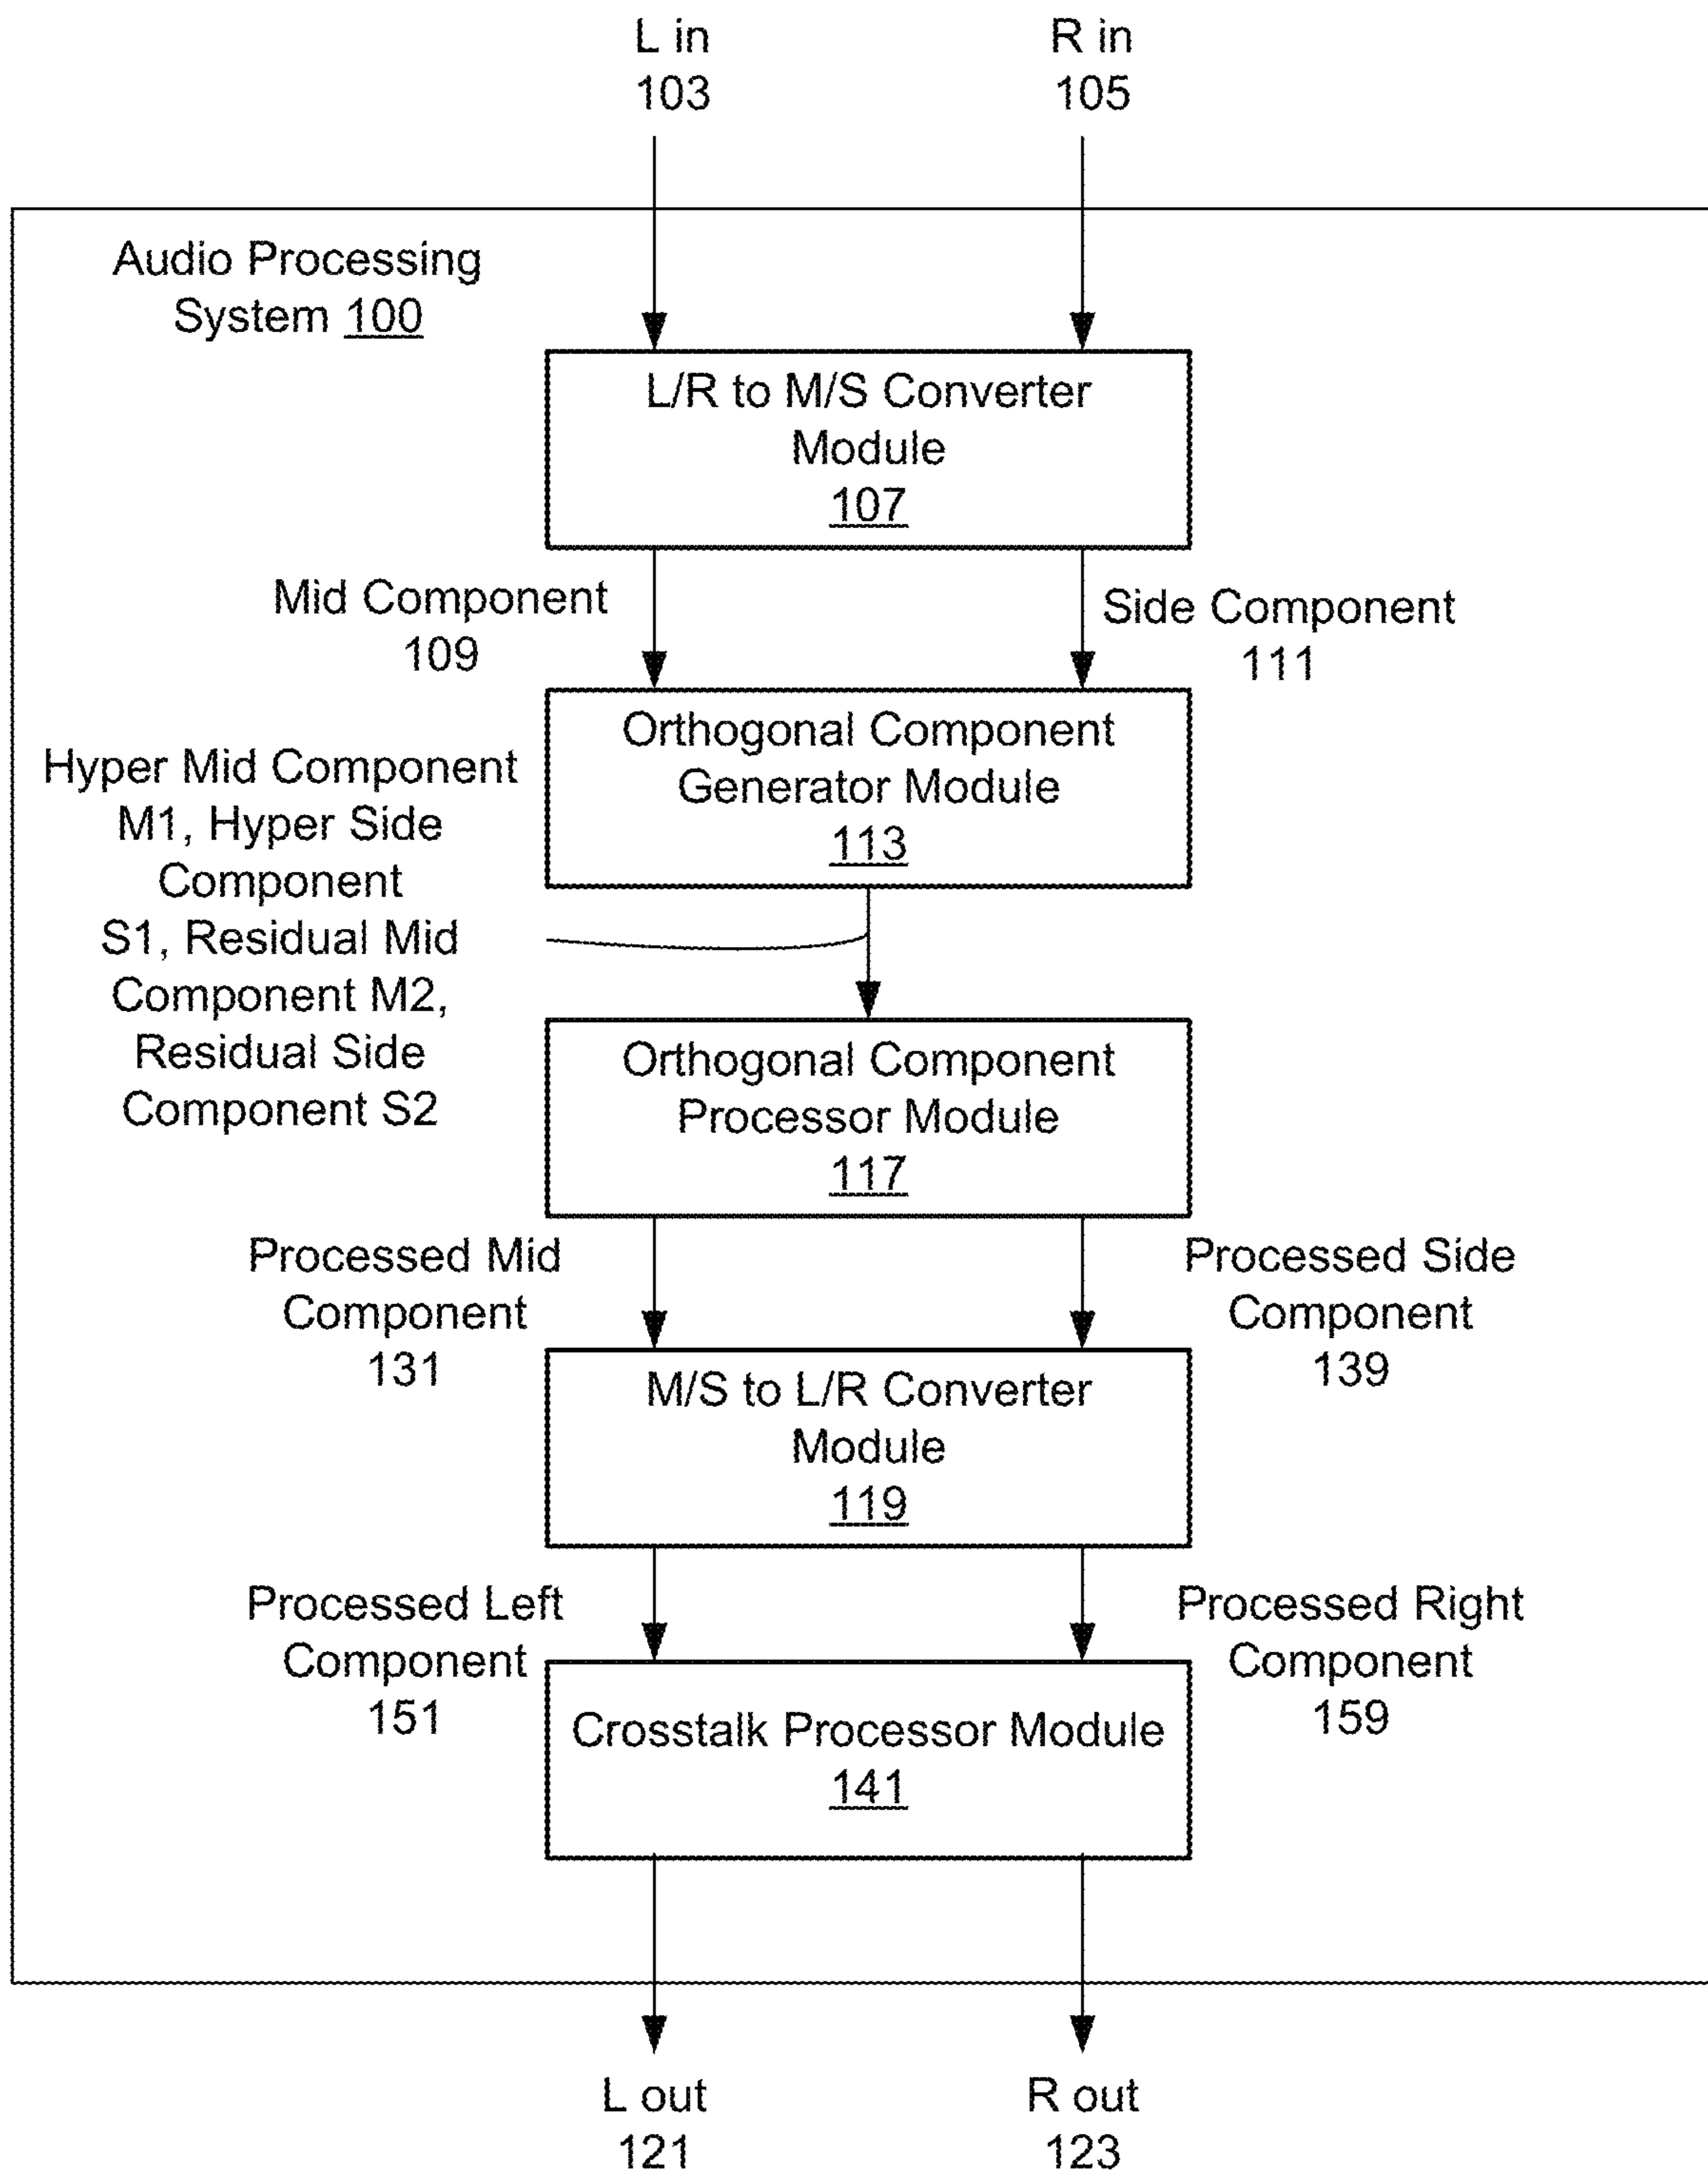 L in
103
R in
105
Audio Processing
System 100
L/R to M/S Converter
Module
107
Mid Component
109
Side Component
111
Orthogonal Component
Generator Module
113
Hyper Mid Component
M1, Hyper Side
Component
S1, Residual Mid
Component M2,
Residual Side
Component S2
Orthogonal Component
Processor Module
117
Processed Mid
Component
131
Processed Side
Component
139
M/S to L/R Converter
Module
119
Processed Left
Component
151
Processed Right
Component
159
Crosstalk Processor Module
141
L out
121
R out
123